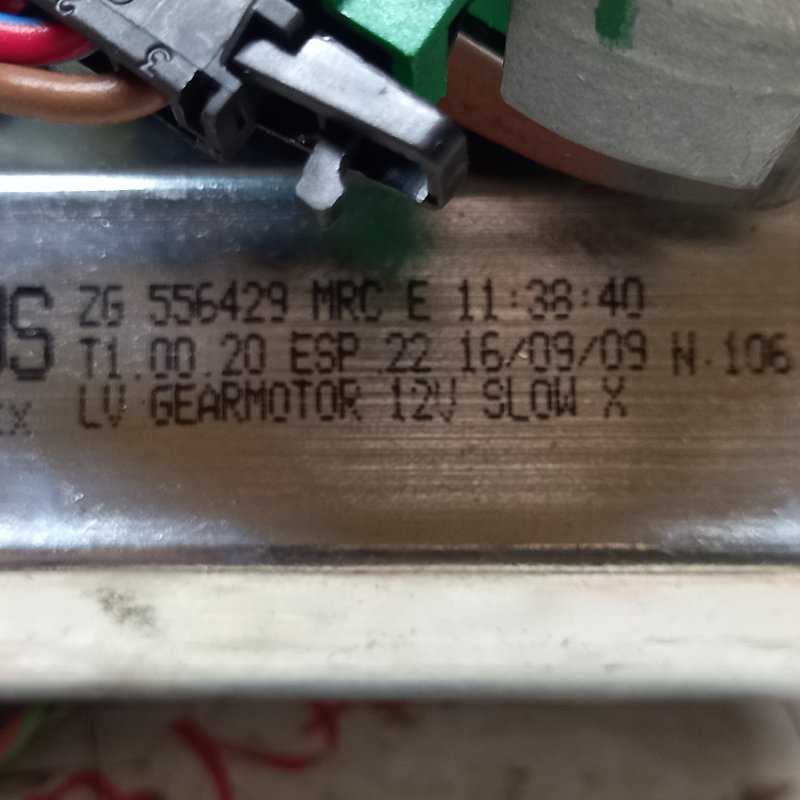 ZG 556429 MRC E 11:38:40
T1.00.20 ESP 22 16/09/09 N.106
LV GEARMOTOR 12V SLOW X